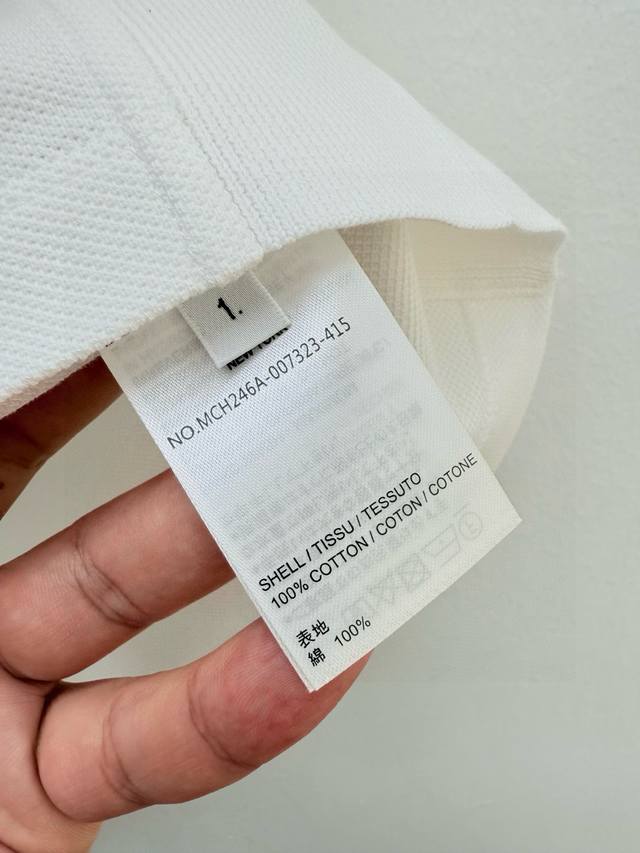 1.
NEW YORK
NO.MCH246A-007323-415
SHELL / TISSU / TESSUTO
100% COTTON / COTON / COTONE
表地
綿 100%